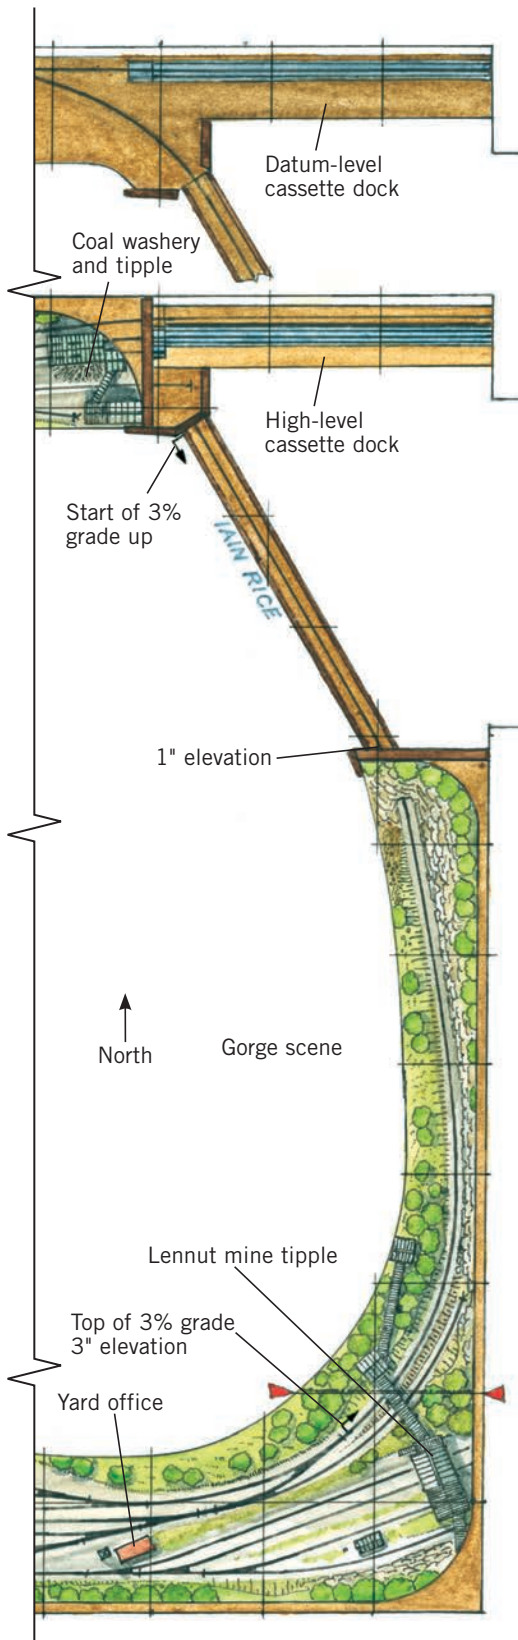 Datum-level
cassette dock
Coal washery
and tipple
High-level
cassette dock
Start of 3%
grade up
IAIN RICE
1" elevation
North
Gorge scene
Lennut mine tipple
Top of 3% grade
3" elevation
Yard office